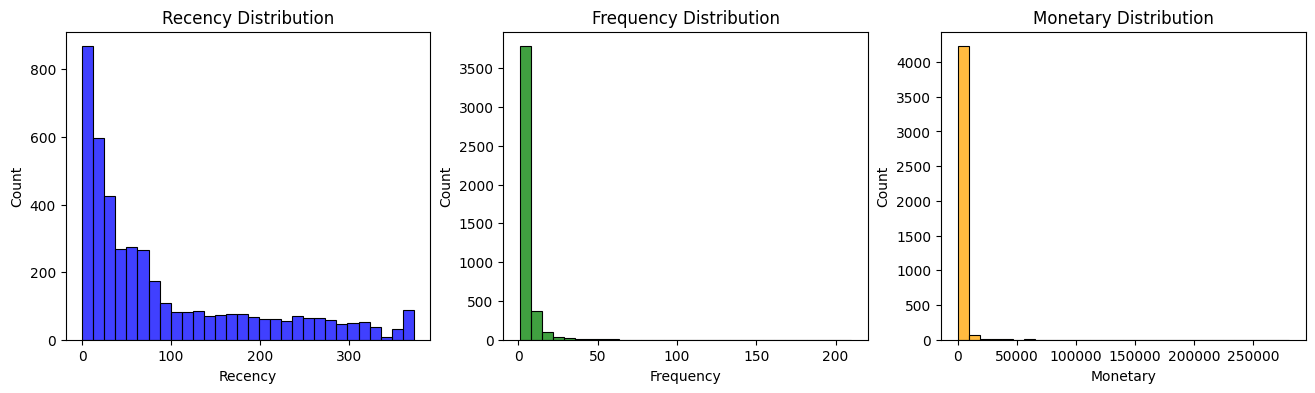 Recency Distribution
Count
800
600
400
200
0
0 100 200 300
Recency
Frequency Distribution
Count
3500
3000
2500
2000
1500
1000
500
0
0 50 100 150 200
Frequency
Monetary Distribution
Count
4000
3500
3000
2500
2000
1500
1000
500
0
0 50000 100000 150000 200000 250000
Monetary